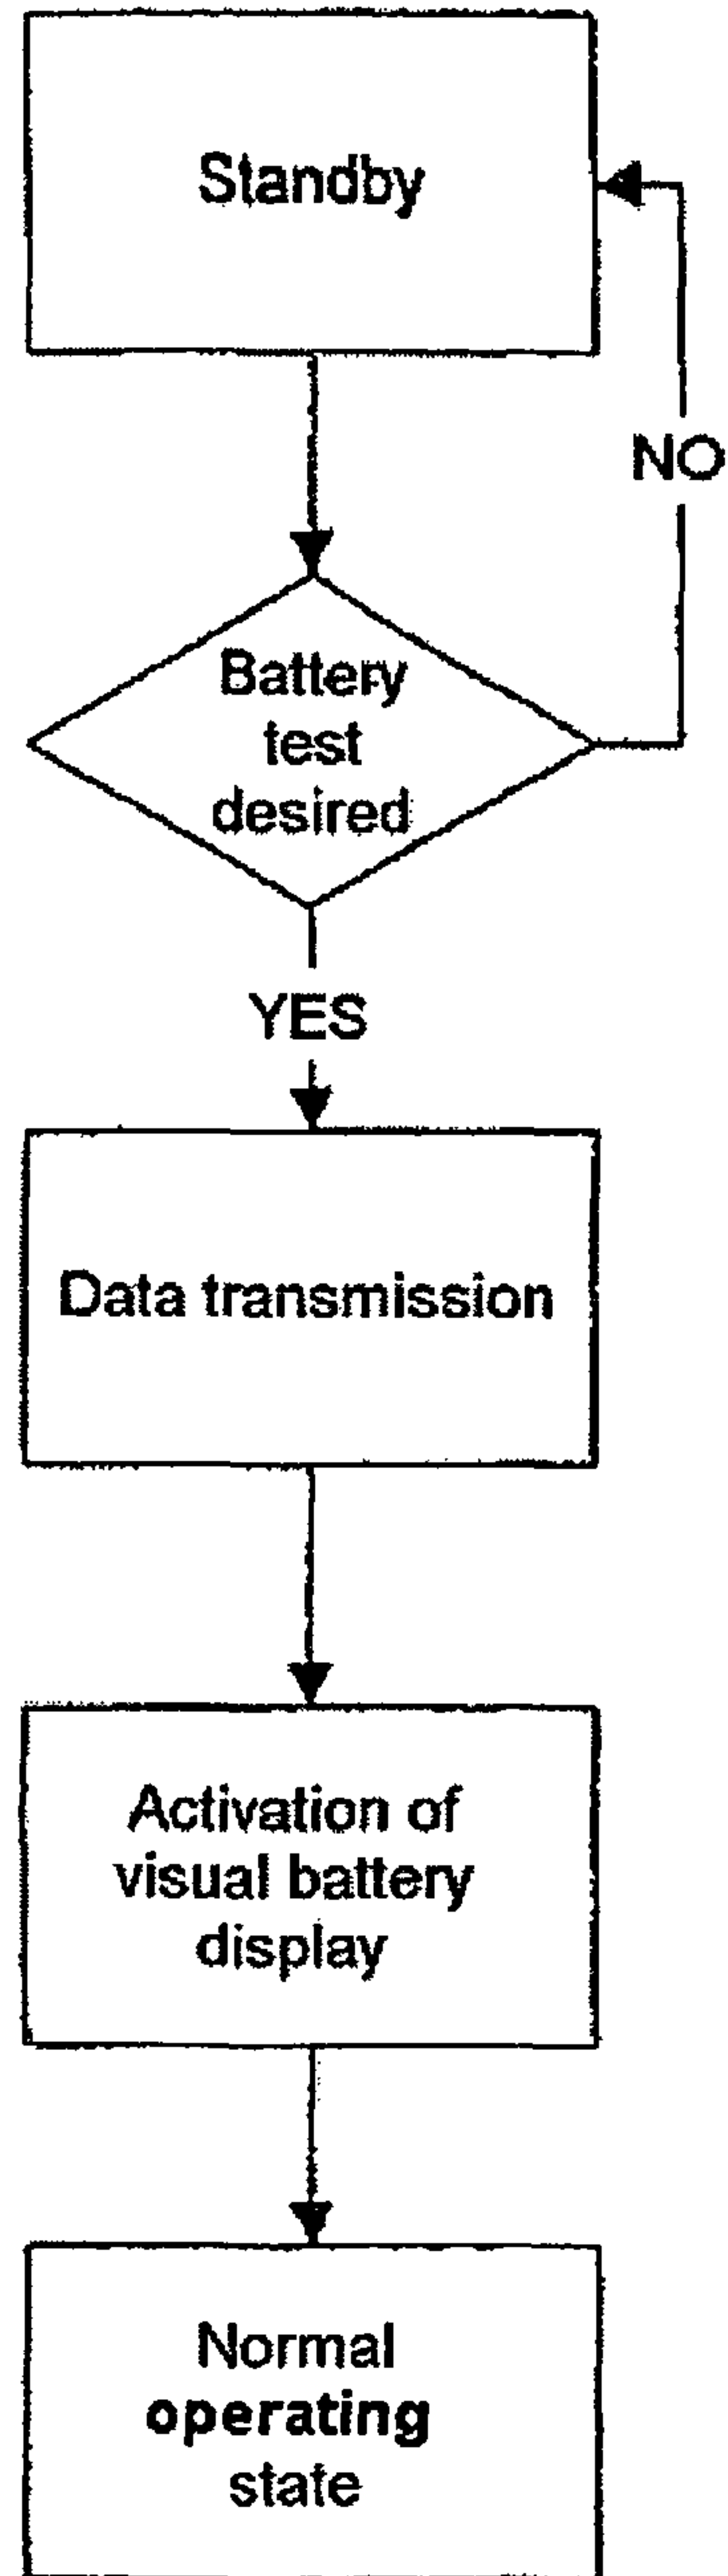 Standby
NO
Battery
test
desired
YES
Data transmission
Activation of
visual battery
display
Normal
operating
state